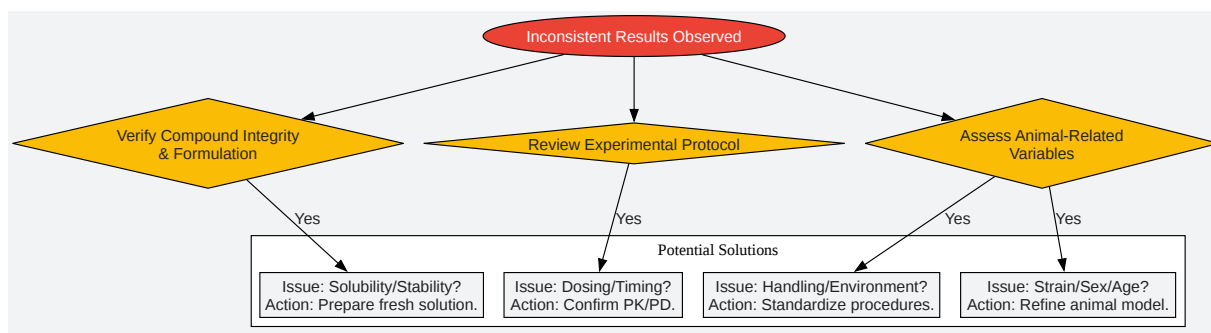 Inconsistent Results Observed
Verify Compound Integrity
& Formulation
Review Experimental Protocol
Assess Animal-Related
Variables
Yes
Yes
Yes
Yes
Potential Solutions
Issue: Solubility/Stability?
Action: Prepare fresh solution.
Issue: Dosing/Timing?
Action: Confirm PK/PD.
Issue: Handling/Environment?
Action: Standardize procedures.
Issue: Strain/Sex/Age?
Action: Refine animal model.